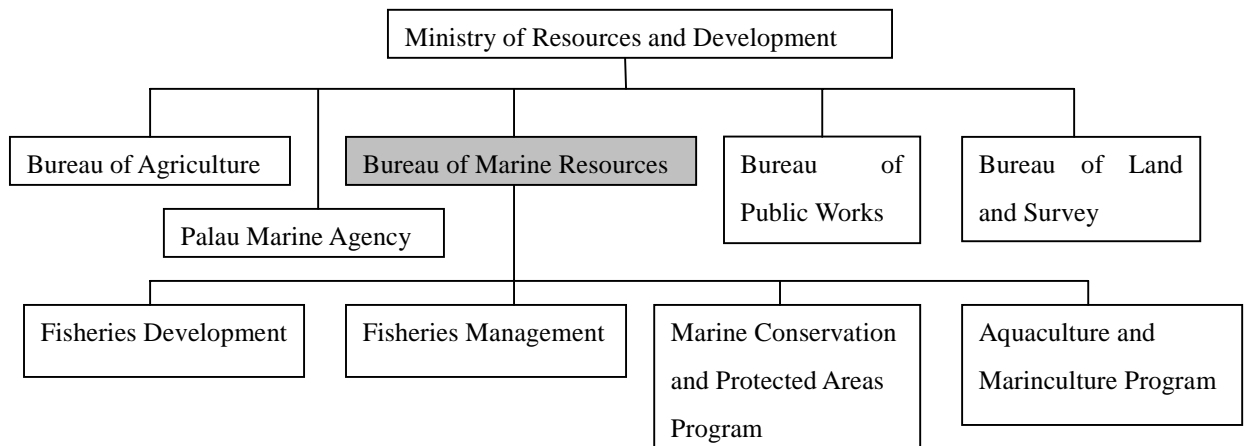 Ministry of Resources and Development
Bureau of Agriculture
Palau Marine Agency
Bureau of Marine Resources
Bureau of
Public Works
Bureau of Land
and Survey
Fisheries Development
Fisheries Management
Marine Conservation
and Protected Areas
Program
Aquaculture and
Marinculture Program